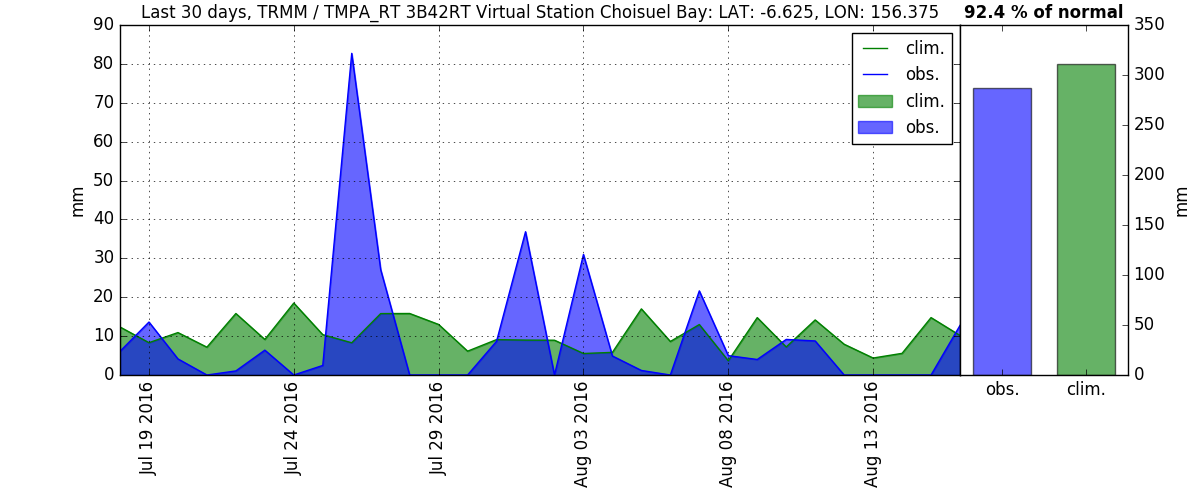 Last 30 days, TRMM / TMPA_RT 3B42RT Virtual Station Choisuel Bay: LAT: -6.625, LON: 156.375
92.4 % of normal
90
80
70
60
50
40
30
20
10
0
mm
clim.
obs.
clim.
obs.
Jul 19 2016
Jul 24 2016
Jul 29 2016
Aug 03 2016
Aug 08 2016
Aug 13 2016
350
300
250
200
150
100
50
0
mm
obs.
clim.